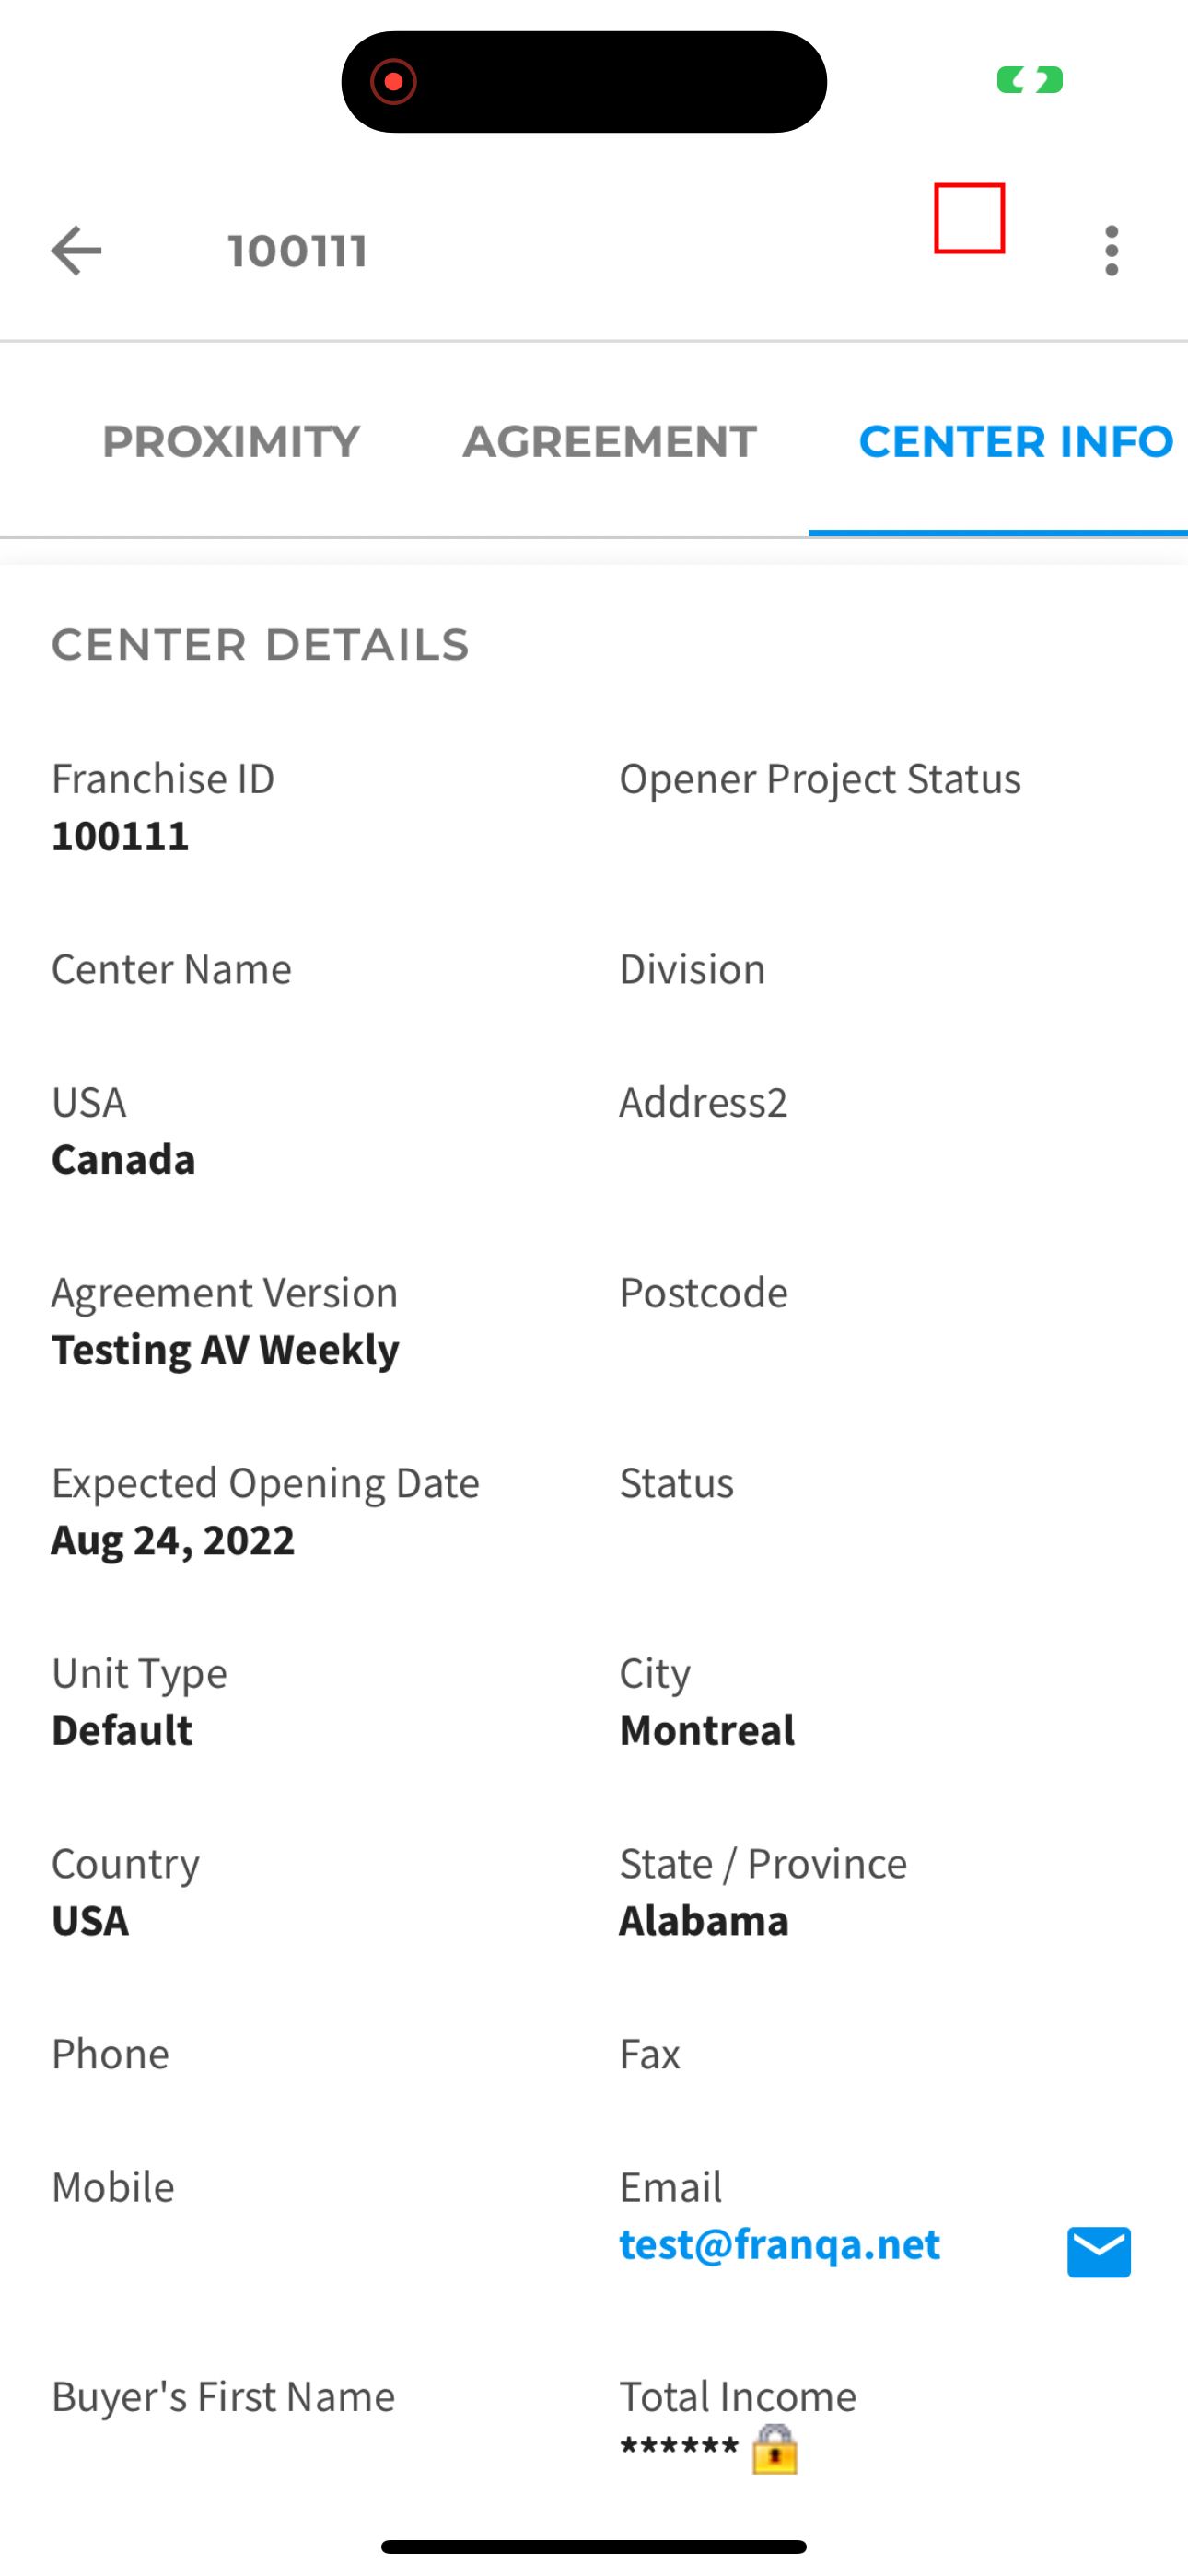 100111
PROXIMITY AGREEMENT CENTER INFO
CENTER DETAILS
Franchise ID Opener Project Status
100111
Center Name Division
USA Address2
Canada
Agreement Version Postcode
Testing AV Weekly
Expected Opening Date Status
Aug 24, 2022
Unit Type City
Default Montreal
Country State / Province
USA Alabama
Phone Fax
Mobile Email
test@franqa.net
Buyer's First Name Total Income
******